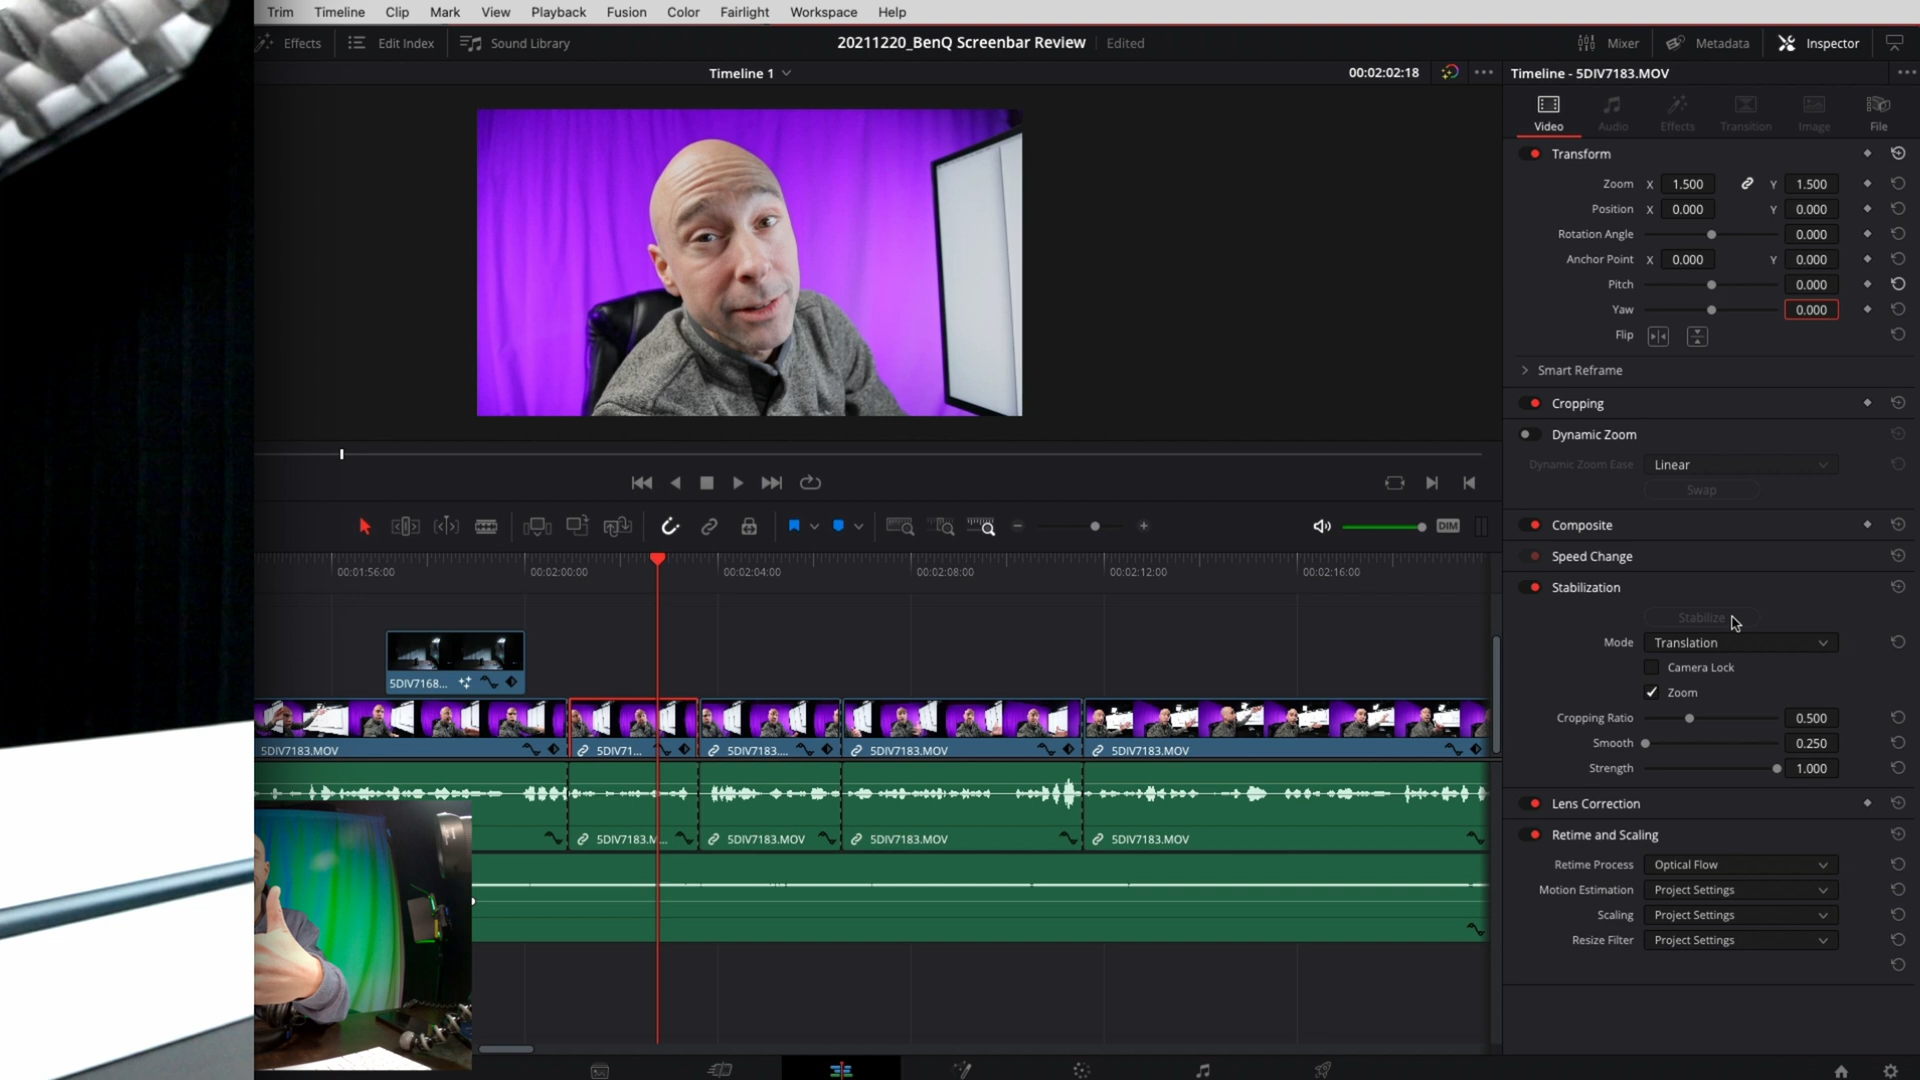 Trim Timeline Clip Mark View Playback Fusion Color Fairlight Workspace Help
Effects Edit Index Sound Library 20211220_BenQ Screenbar Review Edited Mixer Metadata Inspector
Timeline 1 00:02:02:18 Timeline - 5DIV7183.MOV
Video Audio Effects Transition Image File
Transform
Zoom X 1.500 Y 1.500
Position X 0.000 Y 0.000
Rotation Angle 0.000
Anchor Point X 0.000 Y 0.000
Pitch 0.000
Yaw 0.000
Flip
Smart Reframe
Cropping
Dynamic Zoom
Dynamic Zoom Ease Linear
Swap
Composite
DIM
Speed Change
00:01:56:00 00:02:00:00 00:02:04:00 00:02:08:00 00:02:12:00 00:02:16:00
Stabilization
Stabilize
Mode Translation
Camera Lock
Zoom
Cropping Ratio 0.500
Smooth 0.250
Strength 1.000
5DIV7168...
5DIV7183.MOV 5DIV71... 5DIV7183.... 5DIV7183.MOV 5DIV7183.MOV
Lens Correction
Retime and Scaling
5DIV7183.M... 5DIV7183.MOV 5DIV7183.MOV 5DIV7183.MOV
Retime Process Optical Flow
Motion Estimation Project Settings
Scaling Project Settings
Resize Filter Project Settings